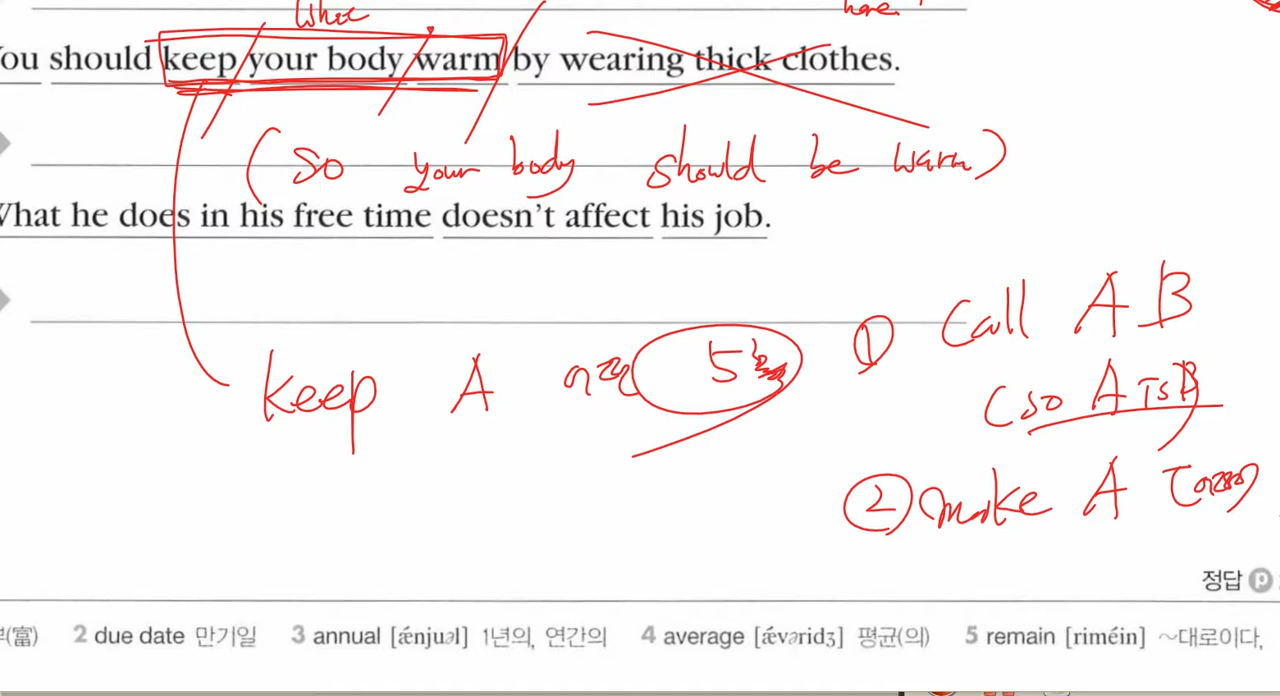 whet
here.
ou should keep your body warm by wearing thick clothes.
(so your body should be warm)
What he does in his free time doesn't affect his job.
① call A B
keep A 5
(so A is B)
② make A
정답 p
(富) 2 due date 만기일 3 annual [ǽnjuəl] 1년의, 연간의 4 average [ǽvəridʒ] 평균(의) 5 remain [riméin] ～대로이다,